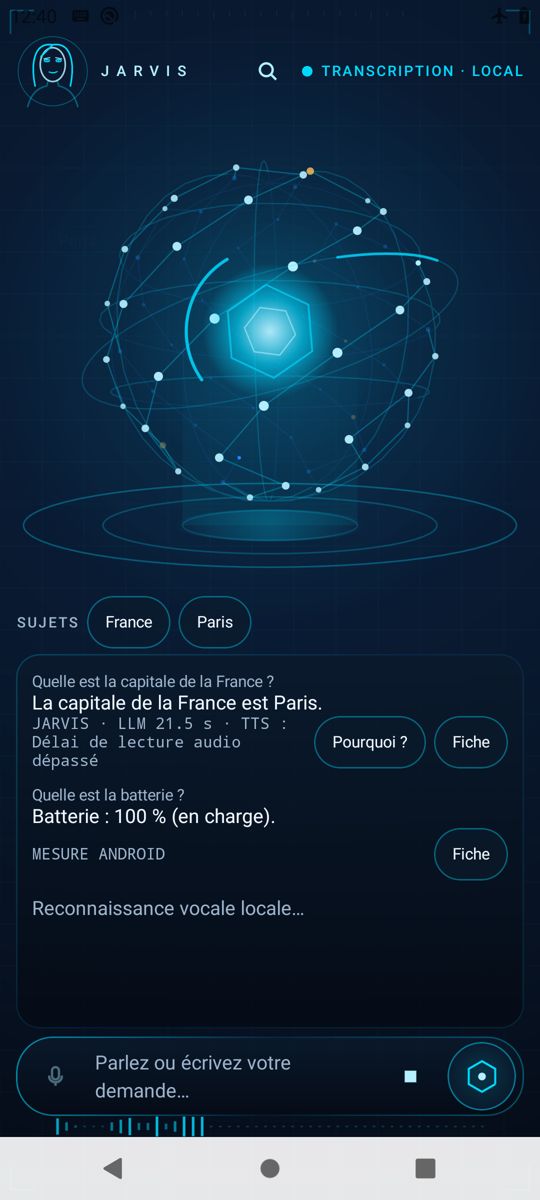 12:40
JARVIS
TRANSCRIPTION · LOCAL
SUJETS
France
Paris
Quelle est la capitale de la France ?
La capitale de la France est Paris.
JARVIS · LLM 21.5 s · TTS :
Délai de lecture audio
dépassé
Pourquoi ?
Fiche
Quelle est la batterie ?
Batterie : 100 % (en charge).
MESURE ANDROID
Fiche
Reconnaissance vocale locale…
Parlez ou écrivez votre
demande…